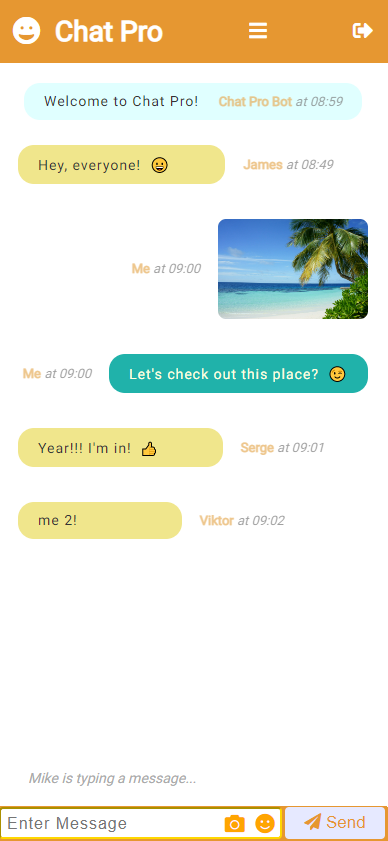 Chat Pro
Welcome to Chat Pro! Chat Pro Bot at 08:59
Hey, everyone! 😀 James at 08:49
Me at 09:00
Me at 09:00 Let's check out this place? 😉
Year!!! I'm in! 👍 Serge at 09:01
me 2! Viktor at 09:02
Mike is typing a message...
Enter Message Send